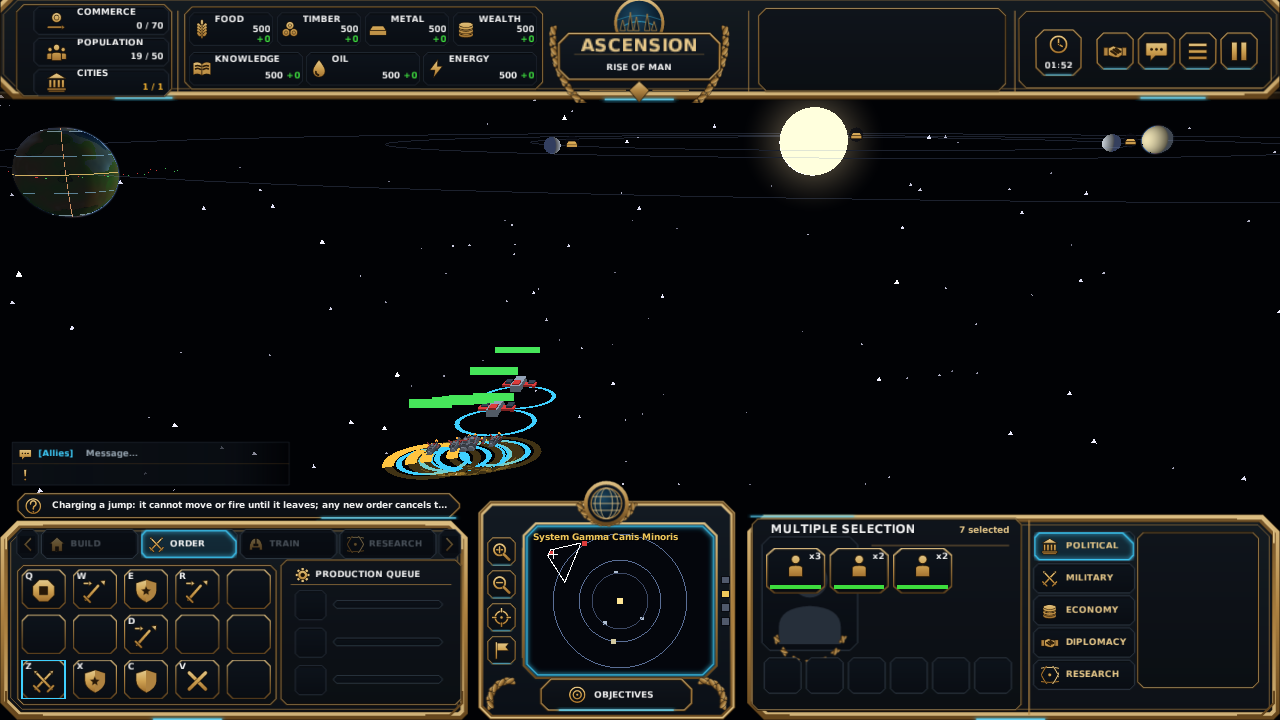 COMMERCE
0 / 70
POPULATION
19 / 50
CITIES
1 / 1
FOOD
500
+0
TIMBER
500
+0
METAL
500
+0
WEALTH
500
+0
KNOWLEDGE
500 +0
OIL
500 +0
ENERGY
500 +0
ASCENSION
RISE OF MAN
01:52
[Allies] Message...
!
? Charging a jump: it cannot move or fire until it leaves; any new order cancels t...
BUILD
ORDER
TRAIN
RESEARCH
Q
W
E
R
D
Z
X
C
V
PRODUCTION QUEUE
System Gamma Canis Minoris
OBJECTIVES
MULTIPLE SELECTION
7 selected
x3
x2
x2
POLITICAL
MILITARY
ECONOMY
DIPLOMACY
RESEARCH